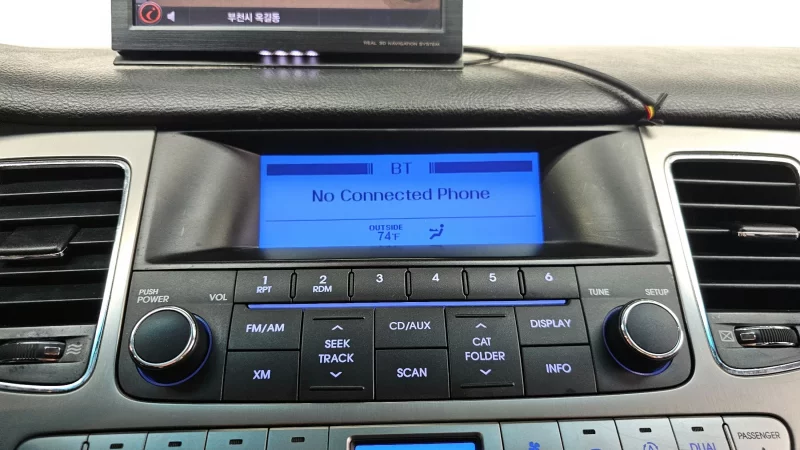 부천시 옥길동
REAL 3D NAVIGATION SYSTEM
BT
No Connected Phone
OUTSIDE
74°F
PUSH
POWER
VOL
1
RPT
2
RDM
3
4
5
6
TUNE
SETUP
FM/AM
SEEK
TRACK
CD/AUX
CAT
FOLDER
DISPLAY
XM
SCAN
INFO
DUAL
PASSENGER